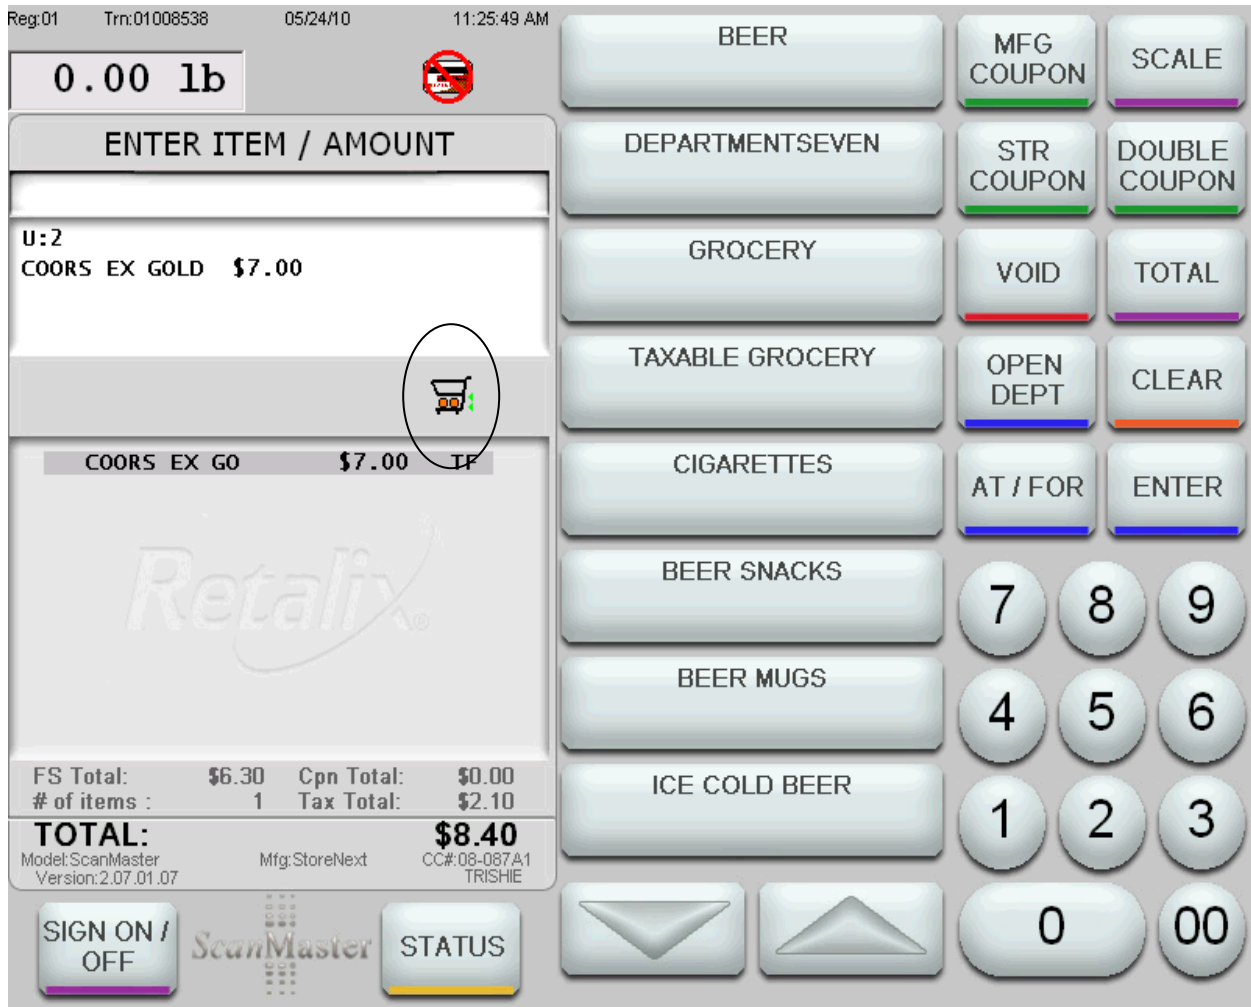 Reg:01 Trn:01008538 05/24/10 11:25:49 AM
0.00 lb
ENTER ITEM / AMOUNT
U:2
COORS EX GOLD $7.00
COORS EX GO $7.00 TF
Retalix®
FS Total: $6.30 Cpn Total: $0.00
# of items : 1 Tax Total: $2.10
TOTAL: $8.40
Model:ScanMaster Mfg:StoreNext CC#:08-087A1
Version:2.07.01.07 TRISHIE
SIGN ON /
OFF
ScanMaster
STATUS
BEER
DEPARTMENTSEVEN
GROCERY
TAXABLE GROCERY
CIGARETTES
BEER SNACKS
BEER MUGS
ICE COLD BEER
MFG
COUPON
SCALE
STR
COUPON
DOUBLE
COUPON
VOID
TOTAL
OPEN
DEPT
CLEAR
AT / FOR
ENTER
7 8 9
4 5 6
1 2 3
0 00